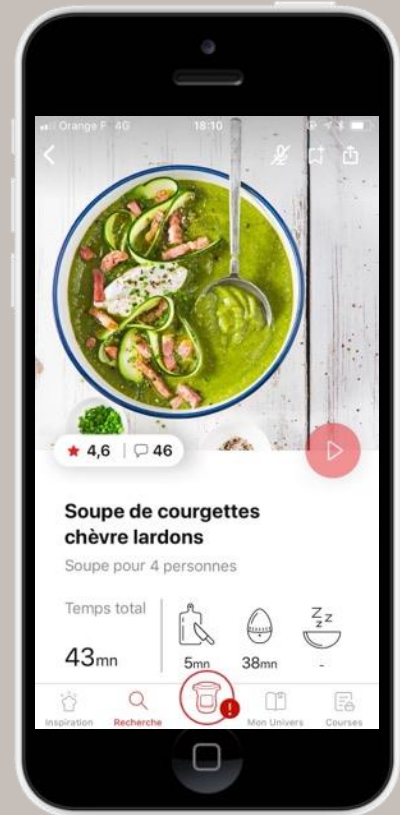 Orange F 4G 18:10
4,6 46
Soupe de courgettes
chèvre lardons
Soupe pour 4 personnes
Temps total
43mn
5mn 38mn -
Z z z
Inspiration Recherche ! Mon Univers Courses